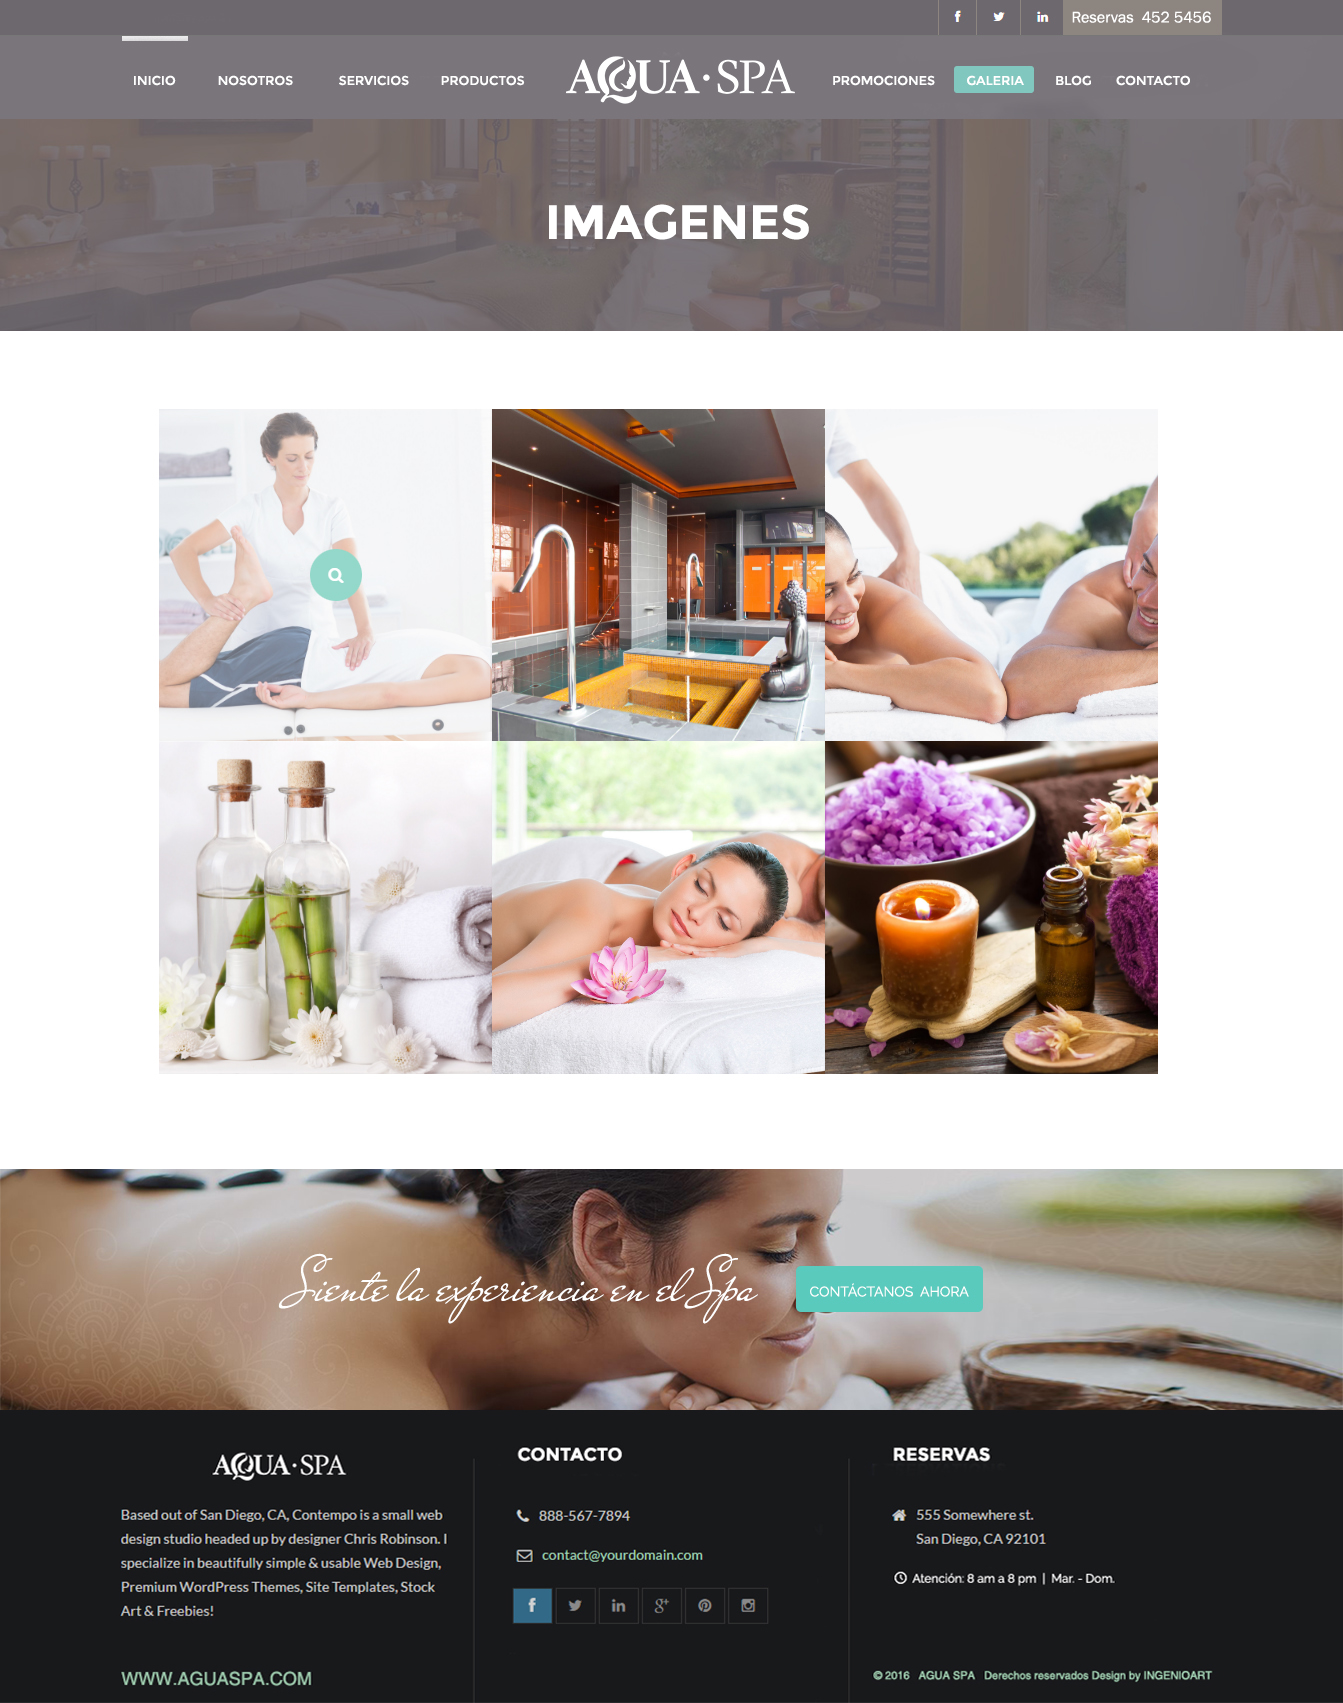 Reservas 452 5456
INICIO NOSOTROS SERVICIOS PRODUCTOS AQUA·SPA PROMOCIONES GALERIA BLOG CONTACTO
IMAGENES
Siente la experiencia en el Spa CONTÁCTANOS AHORA
AQUA·SPA
Based out of San Diego, CA, Contempo is a small web
design studio headed up by designer Chris Robinson. I
specialize in beautifully simple & usable Web Design,
Premium WordPress Themes, Site Templates, Stock
Art & Freebies!
WWW.AGUASPA.COM
CONTACTO
888-567-7894
contact@yourdomain.com
RESERVAS
555 Somewhere st.
San Diego, CA 92101
Atención: 8 am a 8 pm | Mar. - Dom.
© 2016 AGUA SPA Derechos reservados Design by INGENIOART